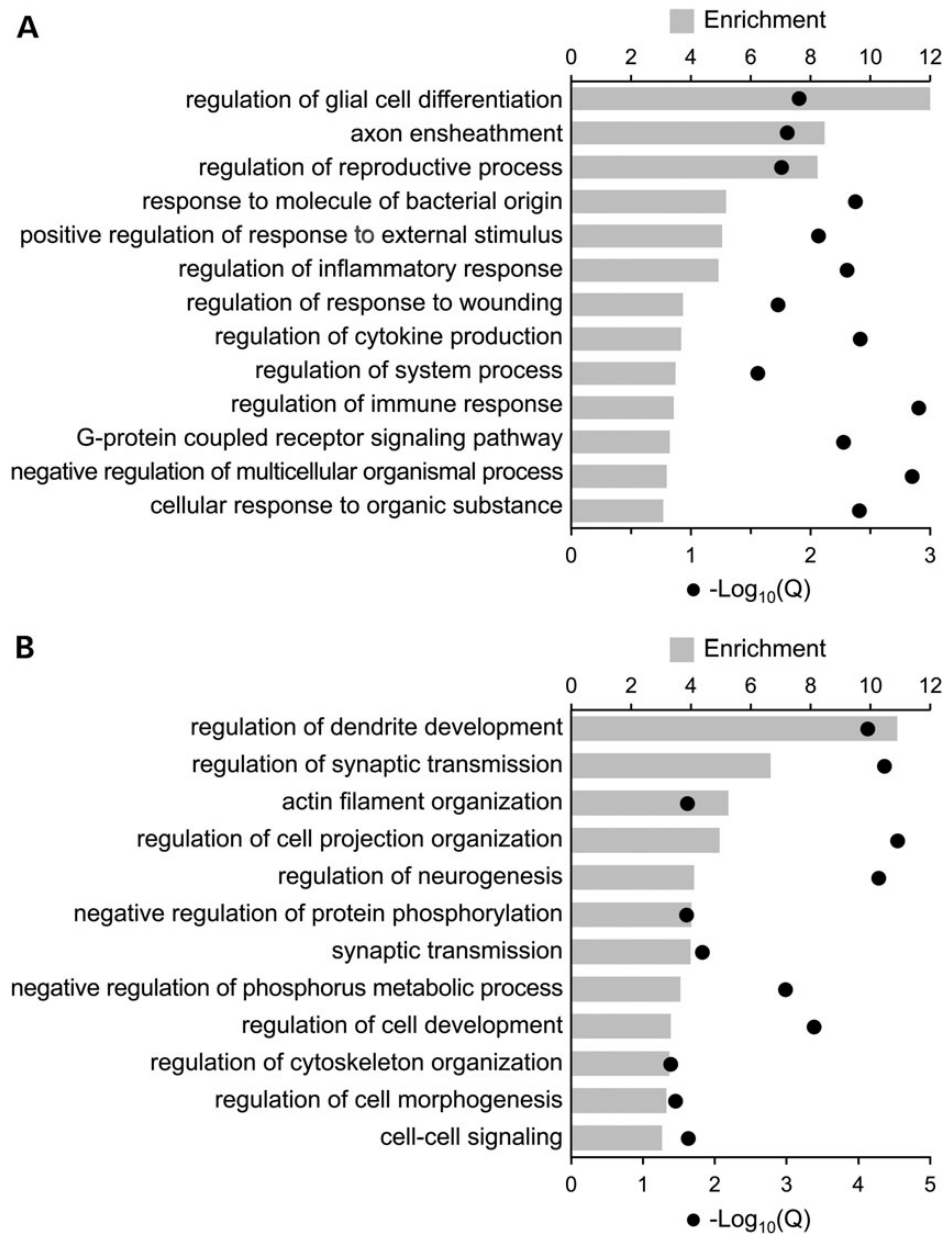 A
Enrichment
0 2 4 6 8 10 12
regulation of glial cell differentiation
axon ensheathment
regulation of reproductive process
response to molecule of bacterial origin
positive regulation of response to external stimulus
regulation of inflammatory response
regulation of response to wounding
regulation of cytokine production
regulation of system process
regulation of immune response
G-protein coupled receptor signaling pathway
negative regulation of multicellular organismal process
cellular response to organic substance
0 1 2 3
-Log₁₀(Q)
B
Enrichment
0 2 4 6 8 10 12
regulation of dendrite development
regulation of synaptic transmission
actin filament organization
regulation of cell projection organization
regulation of neurogenesis
negative regulation of protein phosphorylation
synaptic transmission
negative regulation of phosphorus metabolic process
regulation of cell development
regulation of cytoskeleton organization
regulation of cell morphogenesis
cell-cell signaling
0 1 2 3 4 5
-Log₁₀(Q)